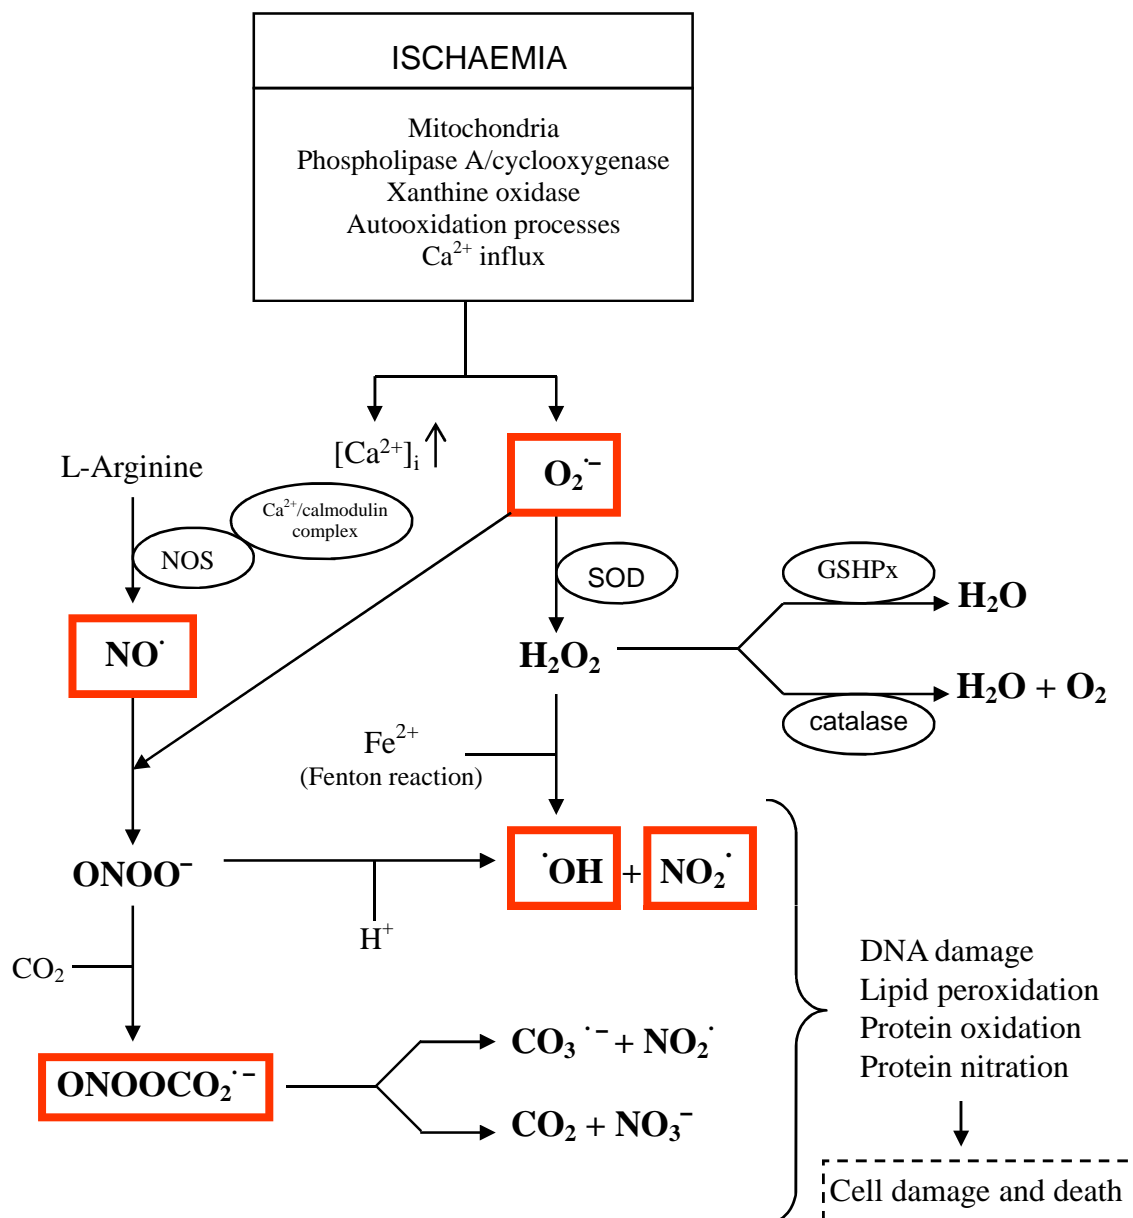 ISCHAEMIA
Mitochondria
Phospholipase A/cyclooxygenase
Xanthine oxidase
Autooxidation processes
Ca²⁺ influx
[Ca²⁺]ᵢ
O₂˙⁻
L-Arginine
Ca²⁺/calmodulin
complex
NOS
SOD
GSHPx
H₂O
NO˙
H₂O₂
H₂O + O₂
catalase
Fe²⁺
(Fenton reaction)
ONOO⁻
˙OH + NO₂˙
H⁺
CO₂
DNA damage
Lipid peroxidation
Protein oxidation
Protein nitration
CO₃˙⁻ + NO₂˙
ONOOCO₂˙⁻
CO₂ + NO₃⁻
Cell damage and death